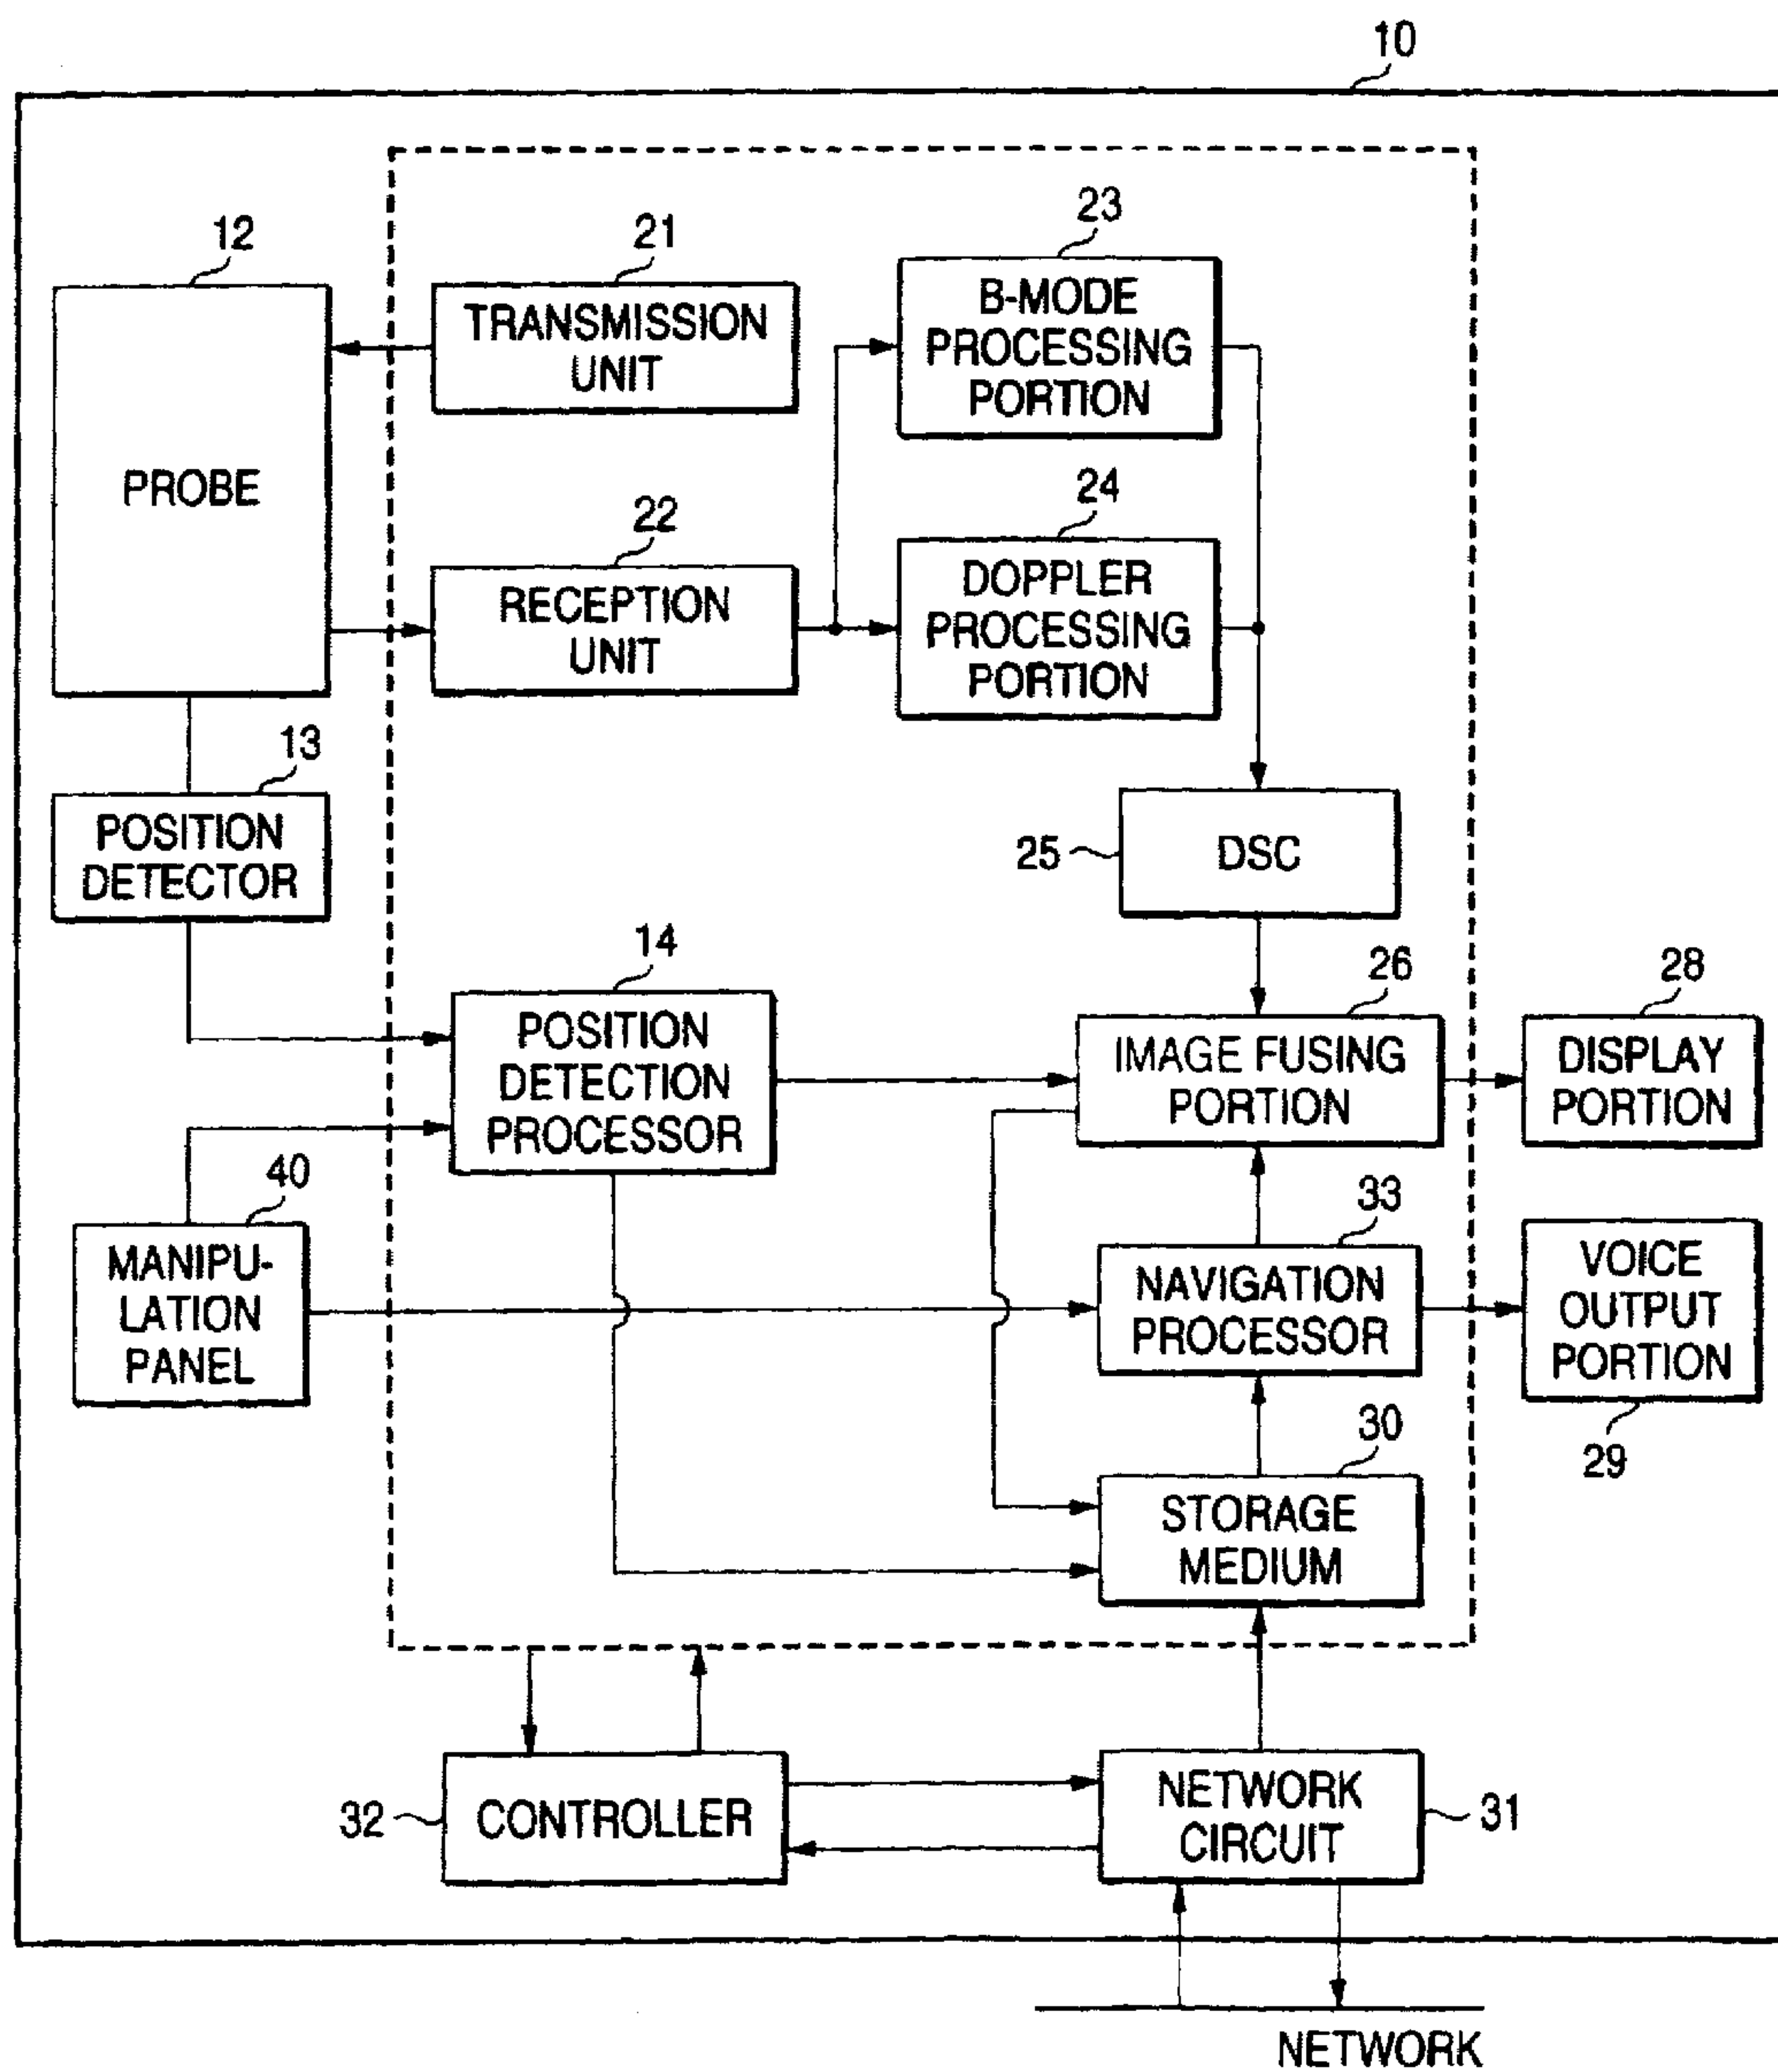 10
12
PROBE
21
TRANSMISSION
UNIT
23
B-MODE
PROCESSING
PORTION
22
RECEPTION
UNIT
24
DOPPLER
PROCESSING
PORTION
13
POSITION
DETECTOR
25
DSC
14
POSITION
DETECTION
PROCESSOR
26
IMAGE FUSING
PORTION
28
DISPLAY
PORTION
40
MANIPU-
LATION
PANEL
33
NAVIGATION
PROCESSOR
VOICE
OUTPUT
PORTION
29
30
STORAGE
MEDIUM
32
CONTROLLER
NETWORK
CIRCUIT
31
NETWORK